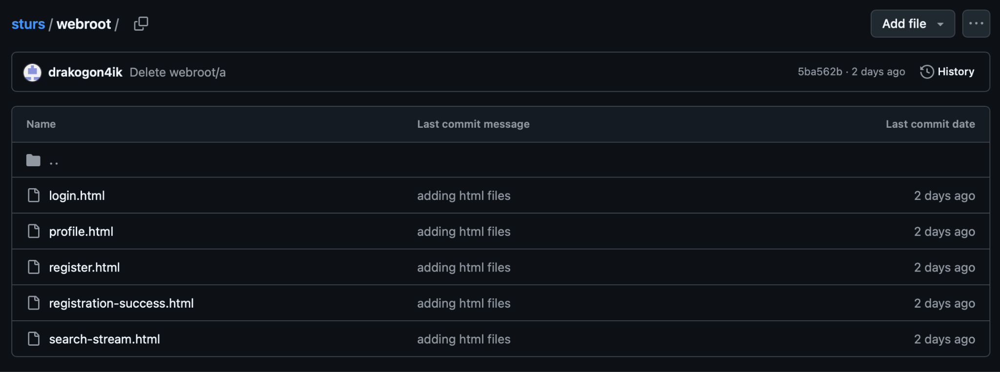 sturs / webroot /
Add file
drakogon4ik Delete webroot/a
5ba562b · 2 days ago
History
Name Last commit message Last commit date
..
login.html adding html files 2 days ago
profile.html adding html files 2 days ago
register.html adding html files 2 days ago
registration-success.html adding html files 2 days ago
search-stream.html adding html files 2 days ago